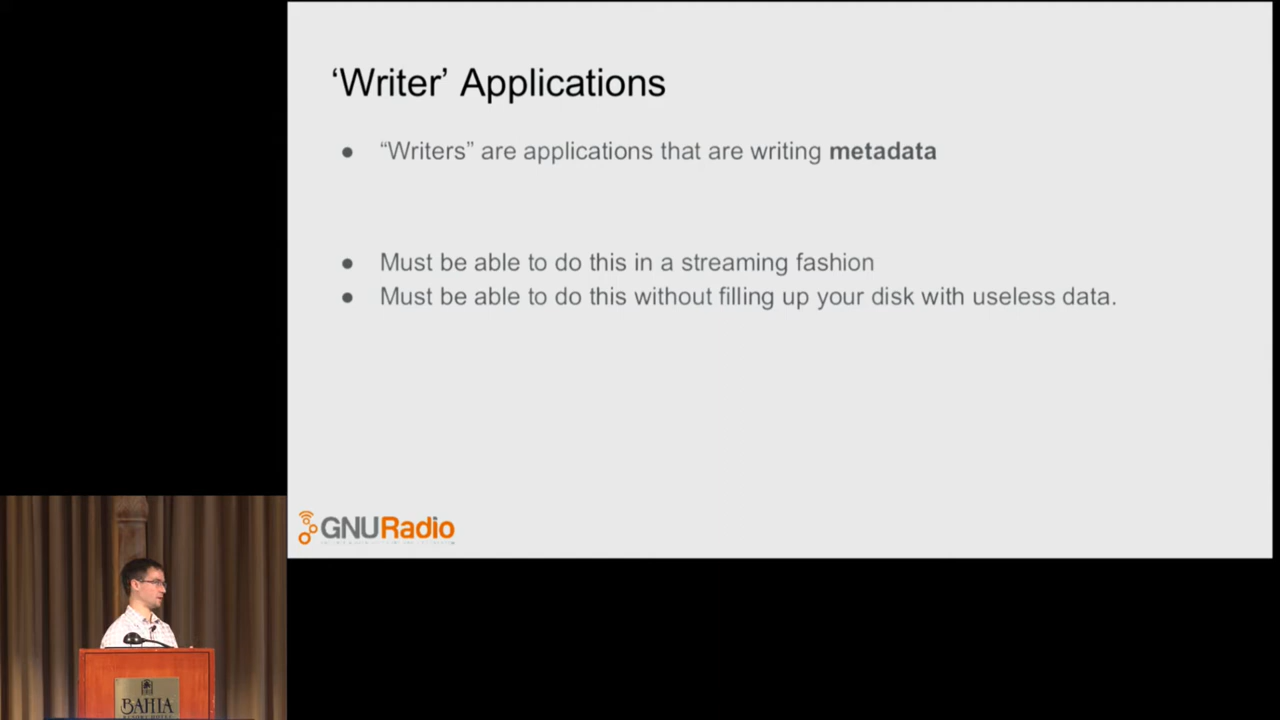 ‘Writer’ Applications
● “Writers” are applications that are writing metadata
● Must be able to do this in a streaming fashion
● Must be able to do this without filling up your disk with useless data.
GNURadio
BAHIA